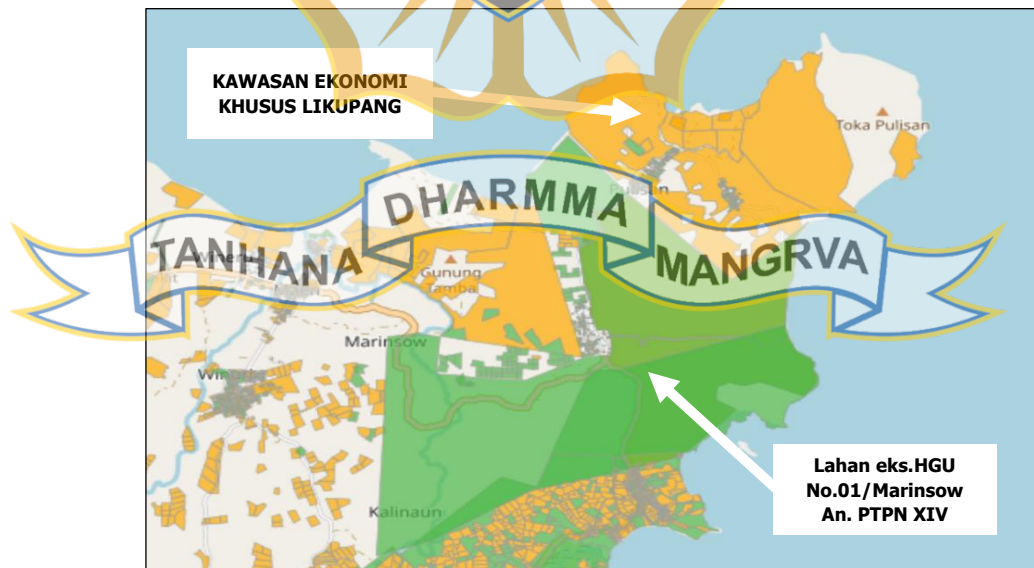 KAWASAN EKONOMI
KHUSUS LIKUPANG
Toka Pulisan
Pulisan
DHARMMA
TANHANA
MANGRVA
Gunung
Tamba
Marinsow
Kalinaun
Lahan eks.HGU
No.01/Marinsow
An. PTPN XIV